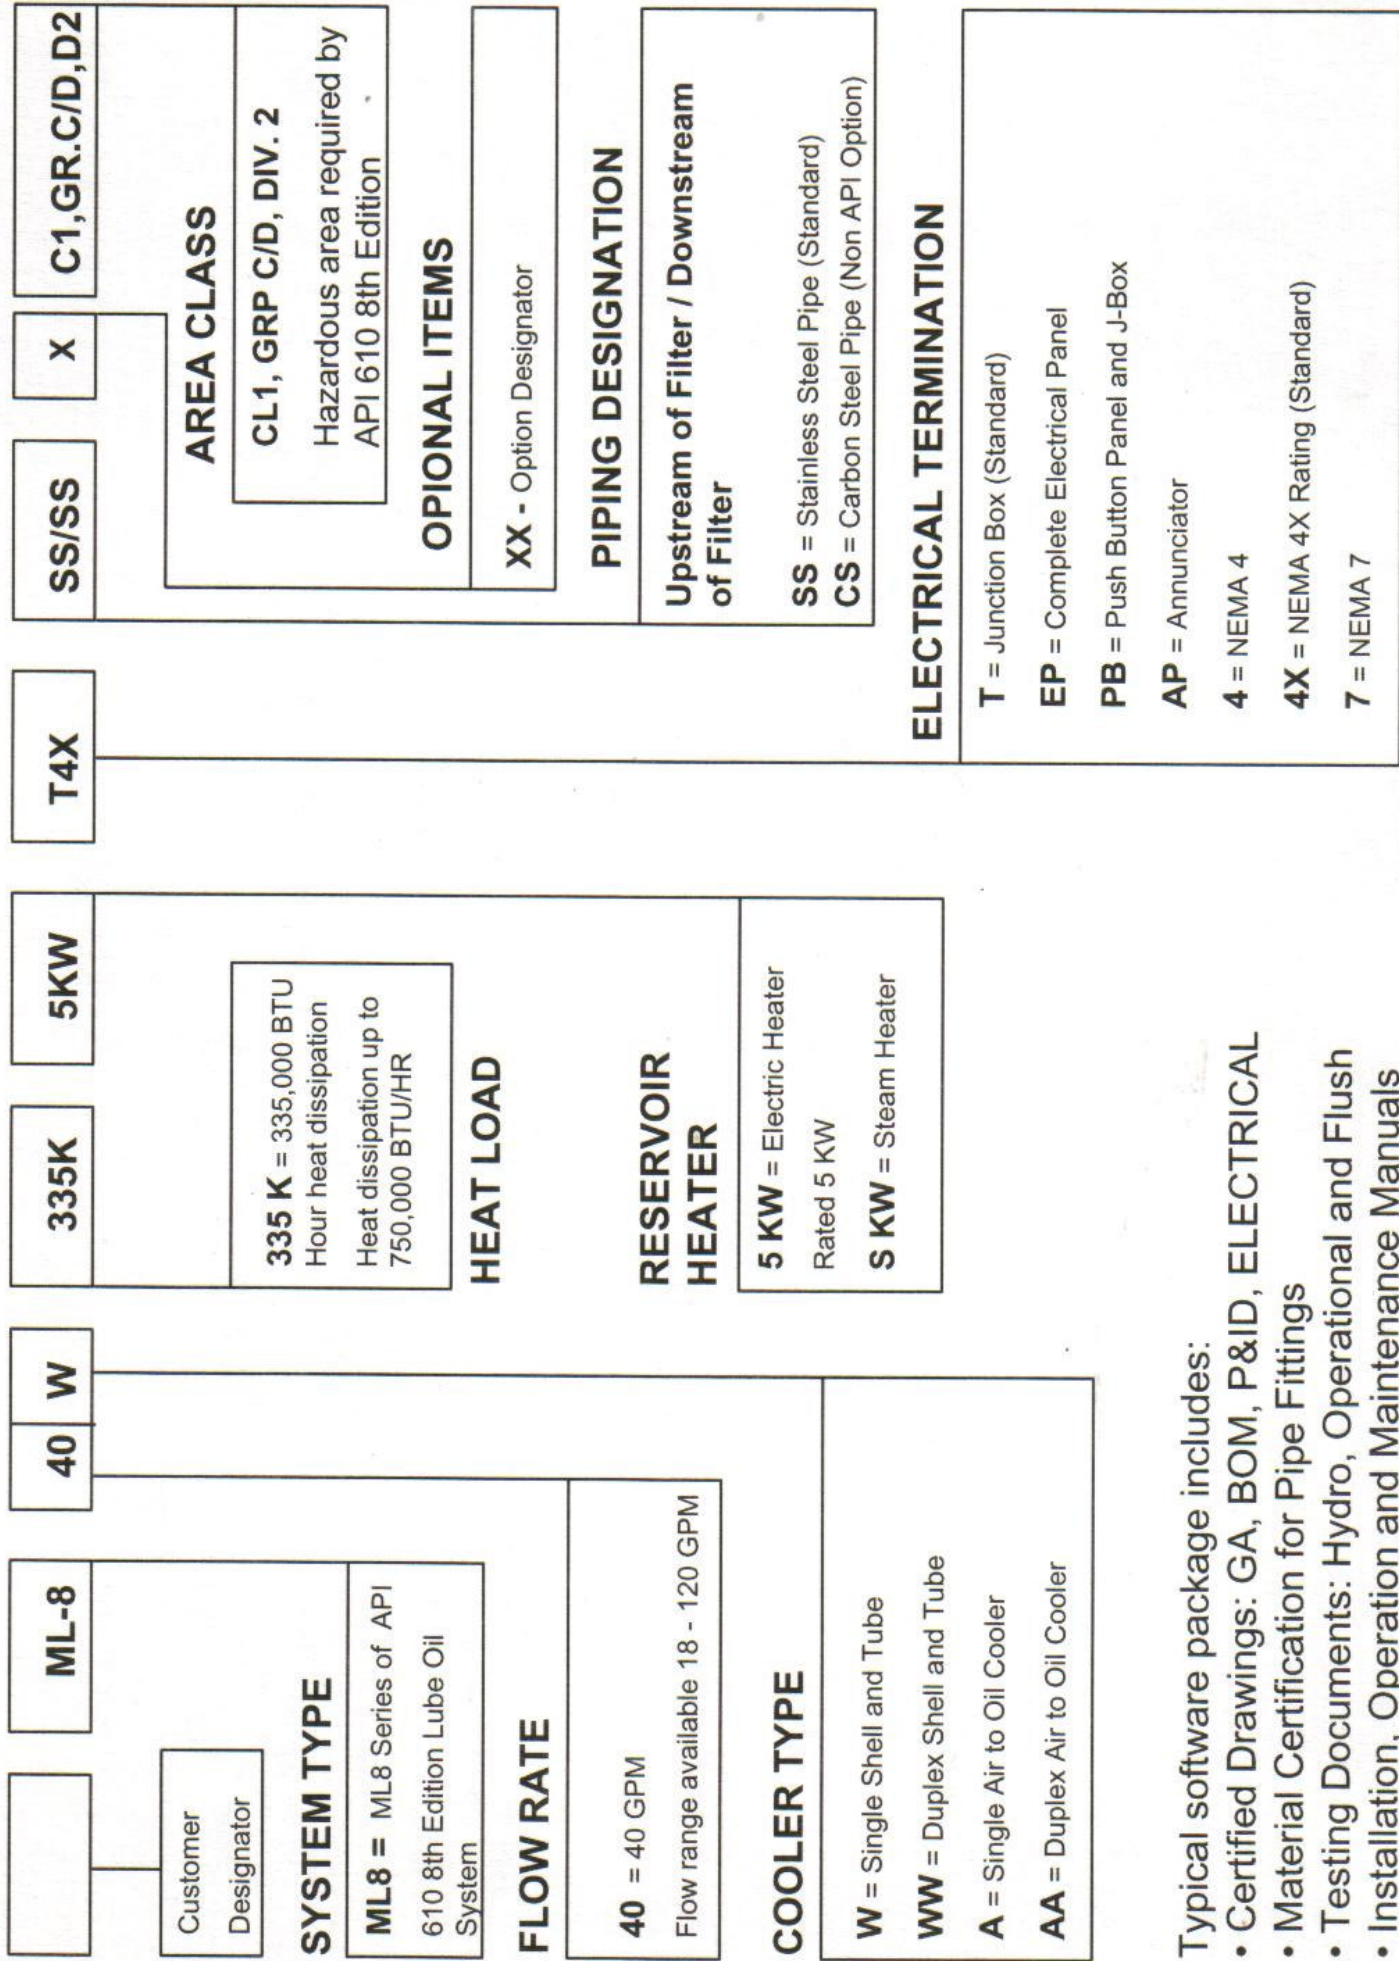 ML-8
40
W
335K
5KW
T4X
SS/SS
X
C1,GR.C/D,D2
Customer
Designator
SYSTEM TYPE
ML8 = ML8 Series of API
610 8th Edition Lube Oil
System
FLOW RATE
40 = 40 GPM
Flow range available 18 - 120 GPM
COOLER TYPE
W = Single Shell and Tube
WW = Duplex Shell and Tube
A = Single Air to Oil Cooler
AA = Duplex Air to Oil Cooler
335 K = 335,000 BTU
Hour heat dissipation
Heat dissipation up to
750,000 BTU/HR
HEAT LOAD
RESERVOIR
HEATER
5 KW = Electric Heater
Rated 5 KW
S KW = Steam Heater
AREA CLASS
CL1, GRP C/D, DIV. 2
Hazardous area required by
API 610 8th Edition
OPIONAL ITEMS
XX - Option Designator
PIPING DESIGNATION
Upstream of Filter / Downstream
of Filter
SS = Stainless Steel Pipe (Standard)
CS = Carbon Steel Pipe (Non API Option)
ELECTRICAL TERMINATION
T = Junction Box (Standard)
EP = Complete Electrical Panel
PB = Push Button Panel and J-Box
AP = Annunciator
4 = NEMA 4
4X = NEMA 4X Rating (Standard)
7 = NEMA 7
Typical software package includes:
• Certified Drawings: GA, BOM, P&ID, ELECTRICAL
• Material Certification for Pipe Fittings
• Testing Documents: Hydro, Operational and Flush
• Installation, Operation and Maintenance Manuals